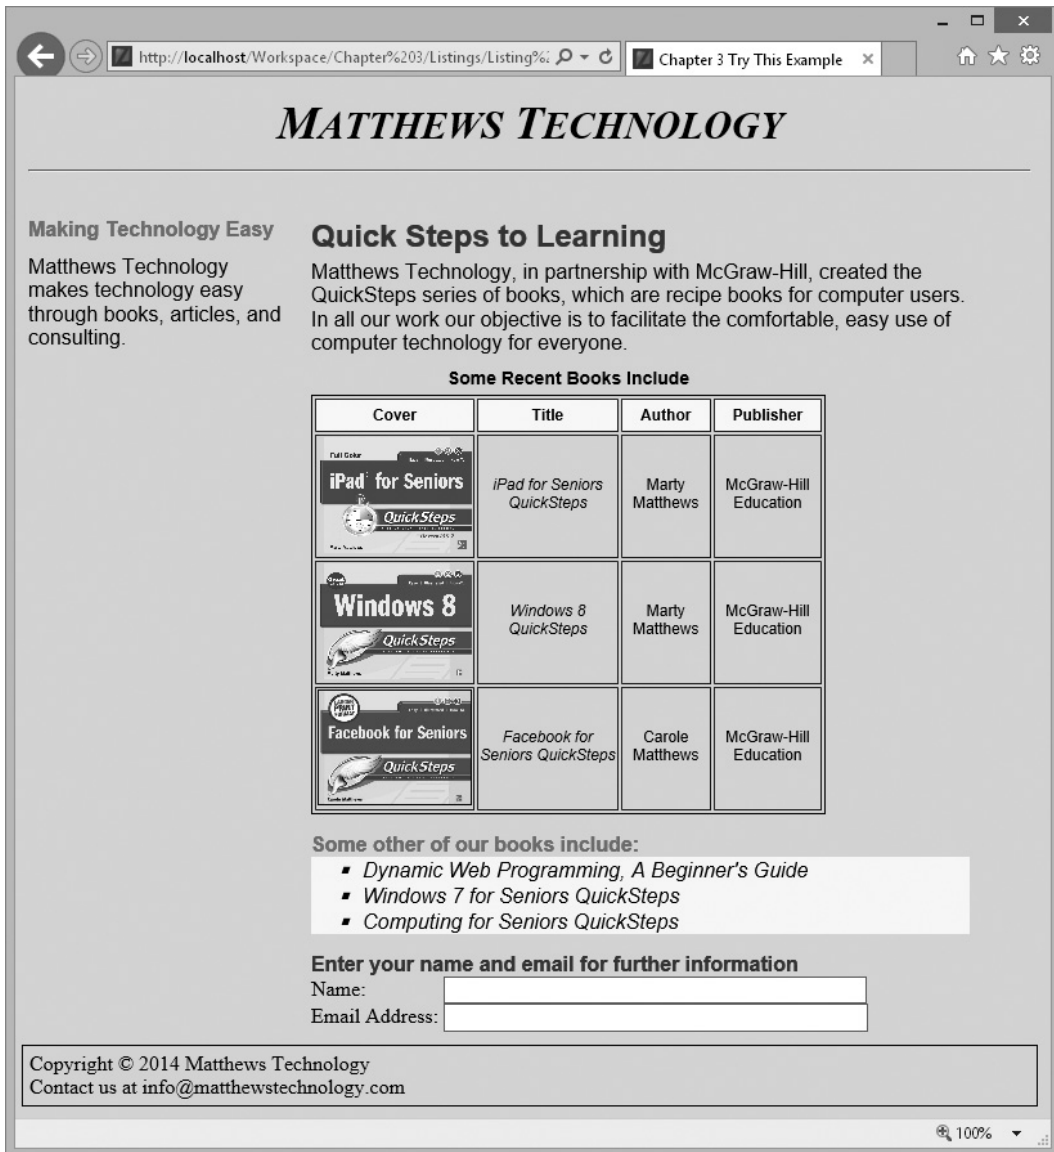 http://localhost/Workspace/Chapter%203/Listings/Listing%2
Chapter 3 Try This Example
MATTHEWS TECHNOLOGY
Making Technology Easy
Matthews Technology
makes technology easy
through books, articles, and
consulting.
Quick Steps to Learning
Matthews Technology, in partnership with McGraw-Hill, created the
QuickSteps series of books, which are recipe books for computer users.
In all our work our objective is to facilitate the comfortable, easy use of
computer technology for everyone.
Some Recent Books Include
Cover Title Author Publisher
Full Color
iPad for Seniors
QuickSteps
iPad for Seniors
QuickSteps
Marty
Matthews
McGraw-Hill
Education
Windows 8
QuickSteps
Windows 8
QuickSteps
Marty
Matthews
McGraw-Hill
Education
Facebook for Seniors
QuickSteps
Carole Matthews
Facebook for
Seniors QuickSteps
Carole
Matthews
McGraw-Hill
Education
Some other of our books include:
▪ Dynamic Web Programming, A Beginner's Guide
▪ Windows 7 for Seniors QuickSteps
▪ Computing for Seniors QuickSteps
Enter your name and email for further information
Name:
Email Address:
Copyright © 2014 Matthews Technology
Contact us at info@matthewstechnology.com
100%